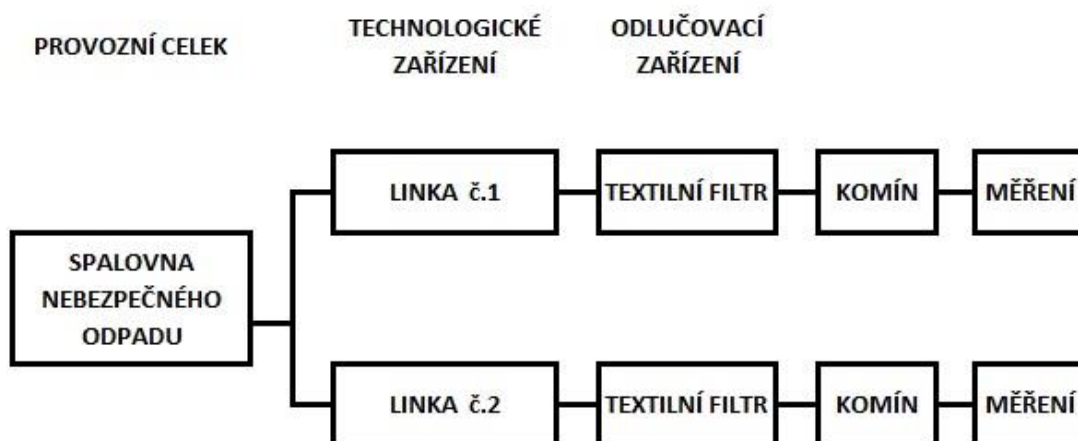 PROVOZNÍ CELEK
TECHNOLOGICKÉ
ZAŘÍZENÍ
ODLUČOVACÍ
ZAŘÍZENÍ
LINKA č.1
TEXTILNÍ FILTR
KOMÍN
MĚŘENÍ
SPALOVNA
NEBEZPEČNÉHO
ODPADU
LINKA č.2
TEXTILNÍ FILTR
KOMÍN
MĚŘENÍ